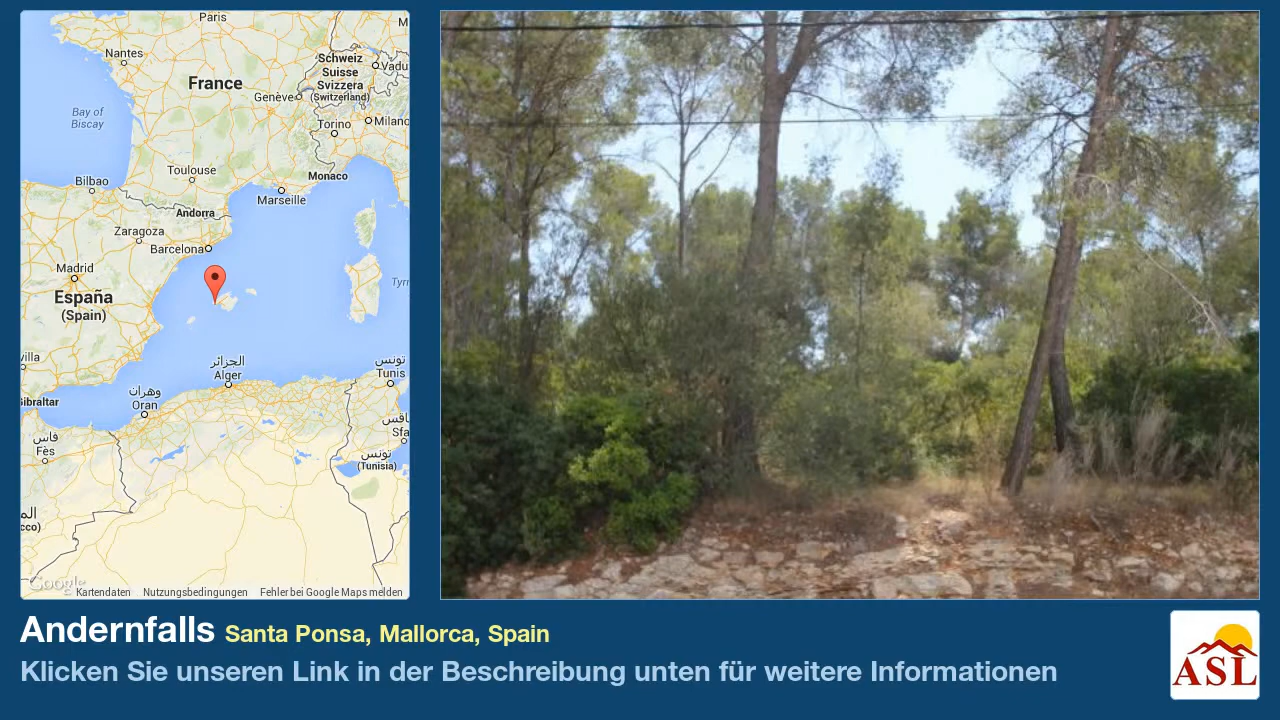 Paris
M
Nantes
Schweiz
Suisse
Svizzera
(Switzerland)
Vadu
France
Genève
Bay of
Biscay
Torino
Milano
Toulouse
Bilbao
Monaco
Marseille
Andorra
Zaragoza
Barcelona
Madrid
España
(Spain)
Tyrr
villa
الجزائر
Alger
تونس
Tunis
وهران
Oran
Gibraltar
فاس
Fès
Sfa
تونس
(Tunisia)
cco)
Google
Kartendaten Nutzungsbedingungen Fehler bei Google Maps melden
Andernfalls Santa Ponsa, Mallorca, Spain
Klicken Sie unseren Link in der Beschreibung unten für weitere Informationen
ASL